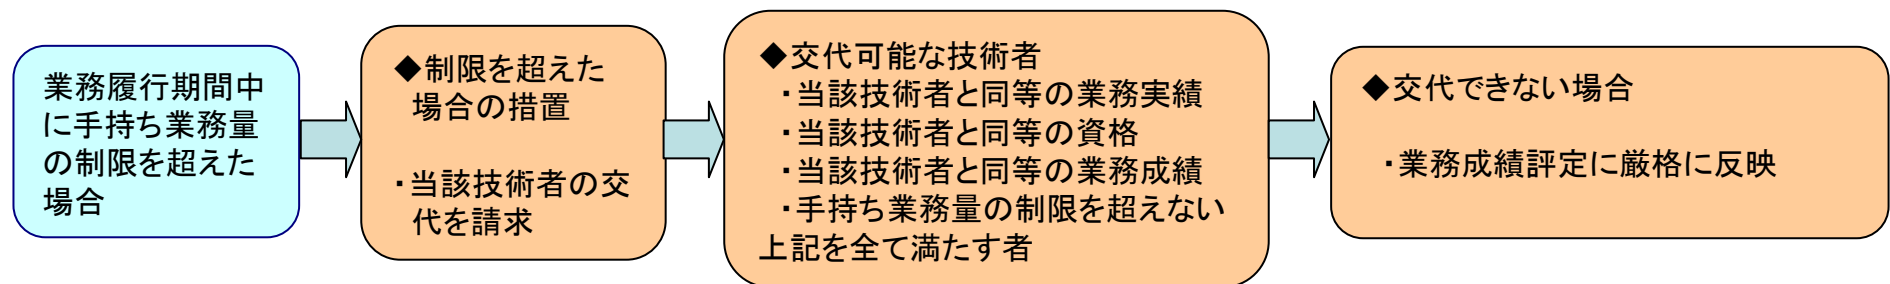 業務履行期間中
に手持ち業務量
の制限を超えた
場合
◆制限を超えた
場合の措置
・当該技術者の交
代を請求
◆交代可能な技術者
・当該技術者と同等の業務実績
・当該技術者と同等の資格
・当該技術者と同等の業務成績
・手持ち業務量の制限を超えない
上記を全て満たす者
◆交代できない場合
・業務成績評定に厳格に反映